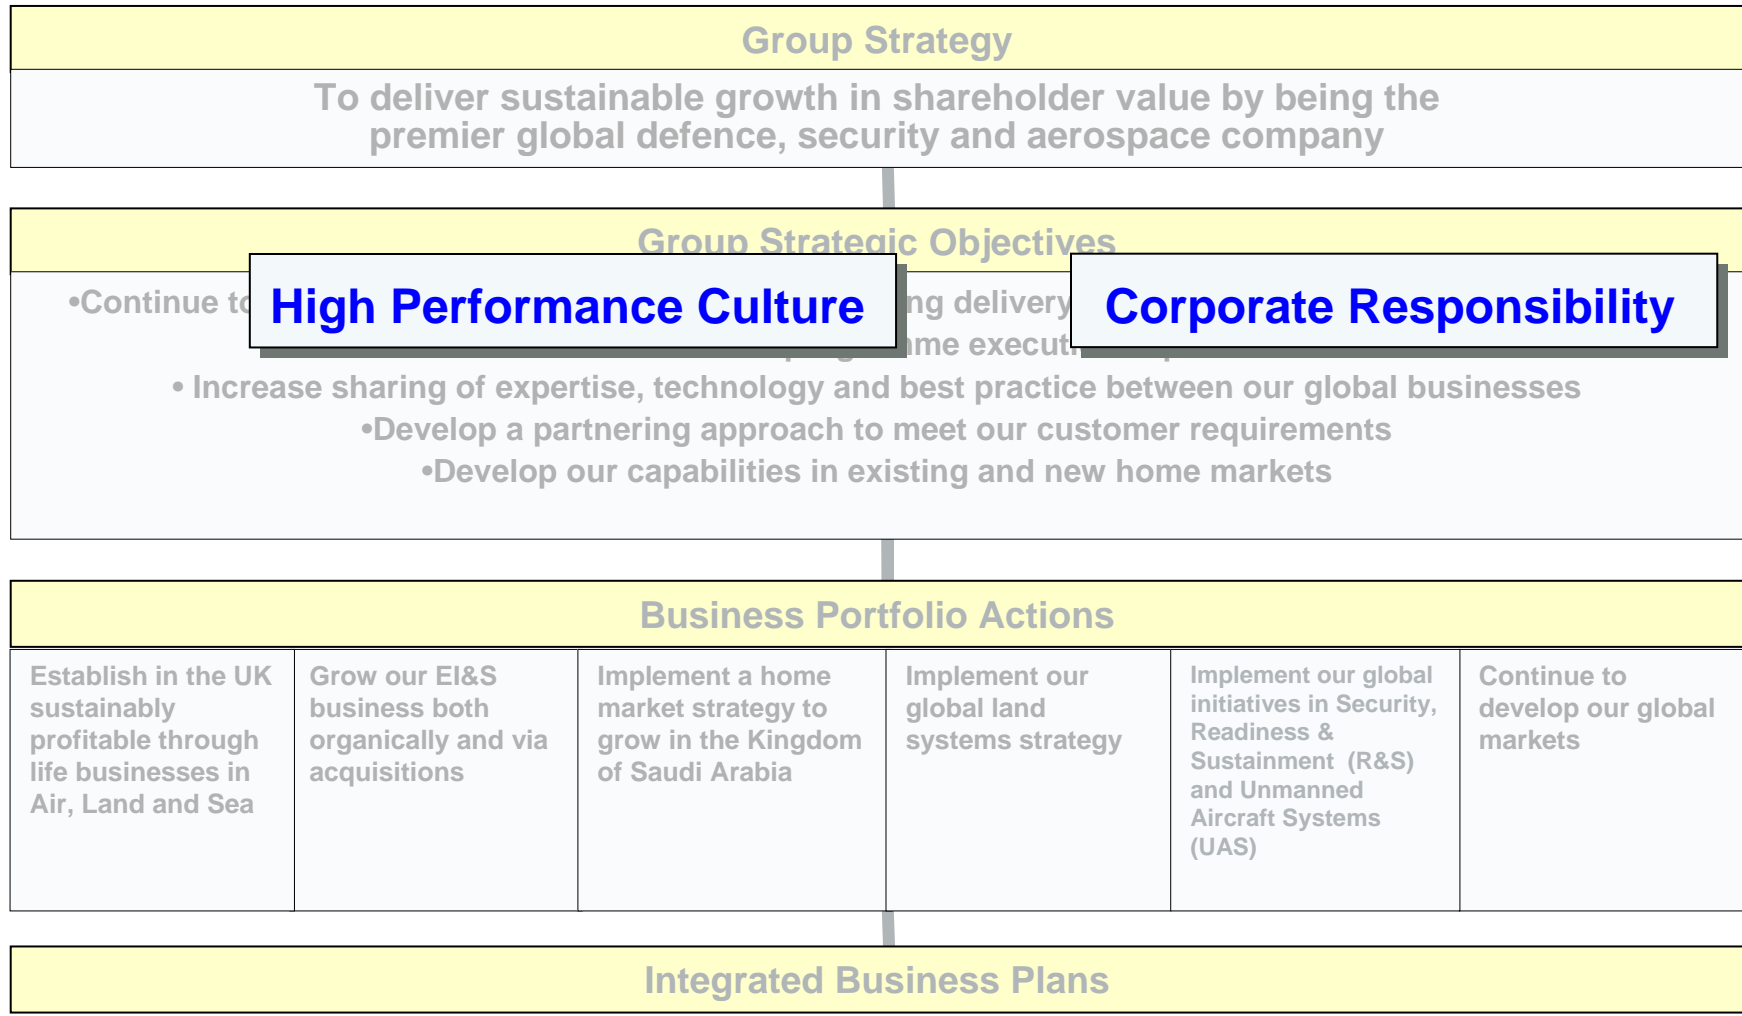 Group Strategy
To deliver sustainable growth in shareholder value by being the
premier global defence, security and aerospace company
Group Strategic Objectives
High Performance Culture
Corporate Responsibility
•Continue to
delivery
• Increase sharing of expertise, technology and best practice between our global businesses
•Develop a partnering approach to meet our customer requirements
•Develop our capabilities in existing and new home markets
Business Portfolio Actions
Establish in the UK
sustainably
profitable through
life businesses in
Air, Land and Sea
Grow our EI&S
business both
organically and via
acquisitions
Implement a home
market strategy to
grow in the Kingdom
of Saudi Arabia
Implement our
global land
systems strategy
Implement our global
initiatives in Security,
Readiness &
Sustainment (R&S)
and Unmanned
Aircraft Systems
(UAS)
Continue to
develop our global
markets
Integrated Business Plans